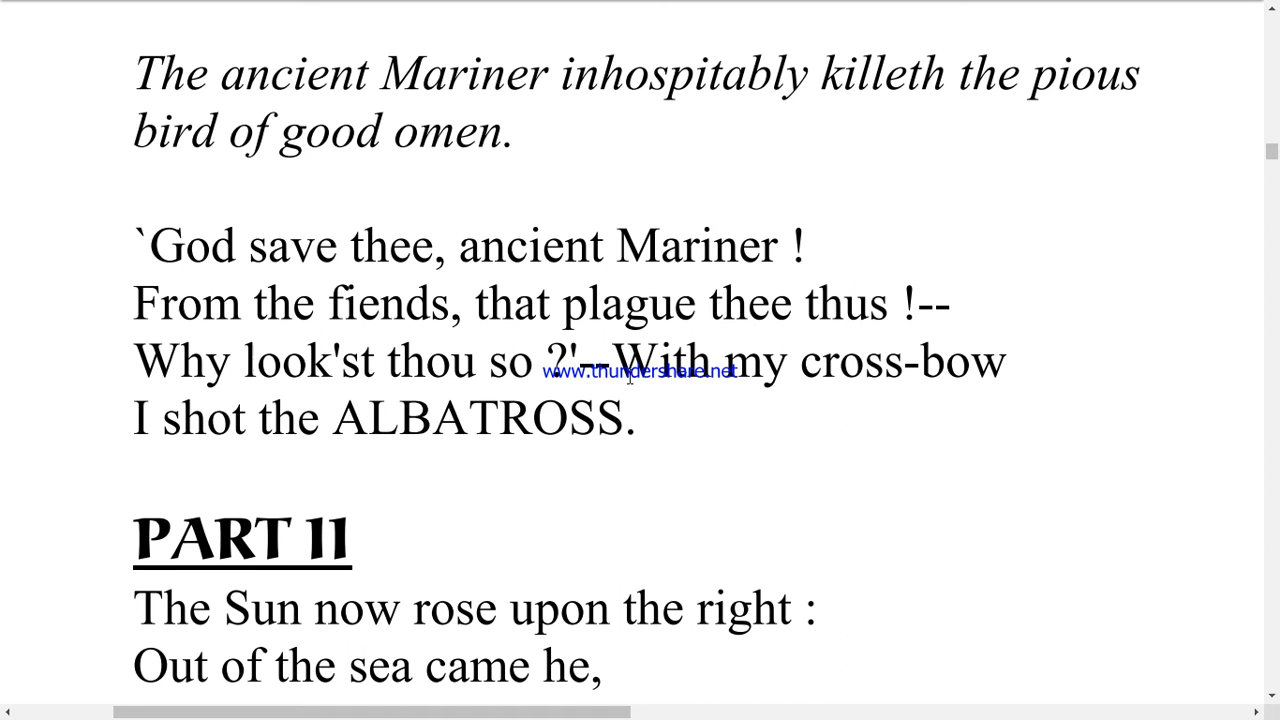 The ancient Mariner inhospitably killeth the pious
bird of good omen.
`God save thee, ancient Mariner !
From the fiends, that plague thee thus !--
Why look'st thou so ?'--With my cross-bow
www.thundershare.net
I shot the ALBATROSS.
PART 11
The Sun now rose upon the right :
Out of the sea came he,